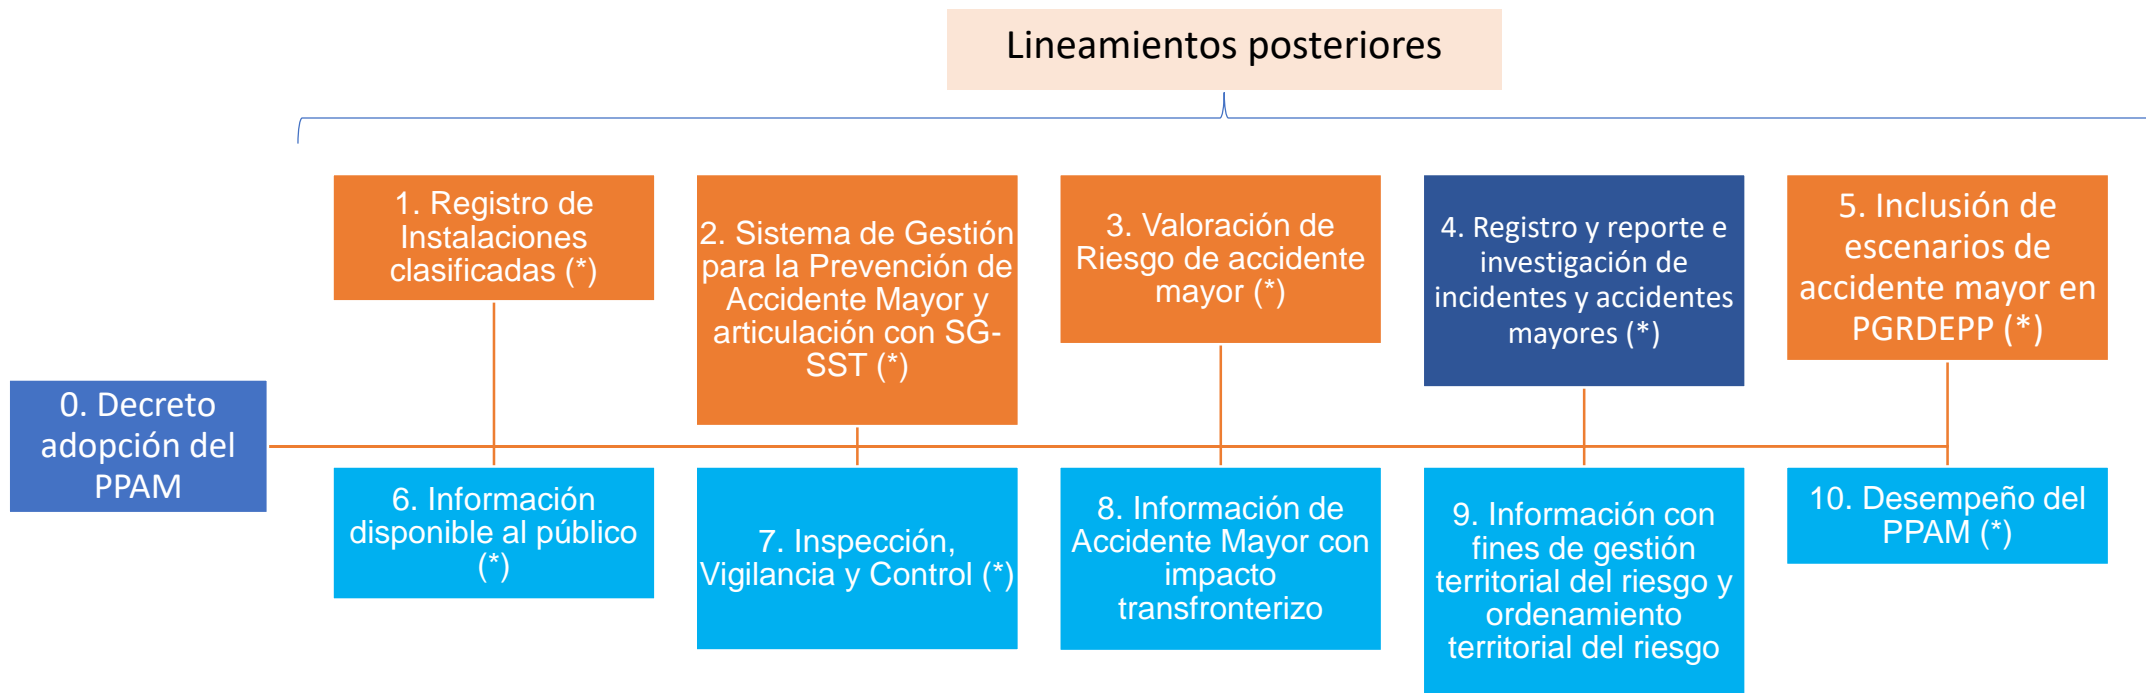 Lineamientos posteriores
1. Registro de
Instalaciones
clasificadas (*)
2. Sistema de Gestión
para la Prevención de
Accidente Mayor y
articulación con SG-
SST (*)
3. Valoración de
Riesgo de accidente
mayor (*)
4. Registro y reporte e
investigación de
incidentes y accidentes
mayores (*)
5. Inclusión de
escenarios de
accidente mayor en
PGRDEPP (*)
0. Decreto
adopción del
PPAM
6. Información
disponible al público
(*)
7. Inspección,
Vigilancia y Control (*)
8. Información de
Accidente Mayor con
impacto
transfronterizo
9. Información con
fines de gestión
territorial del riesgo y
ordenamiento
territorial del riesgo
10. Desempeño del
PPAM (*)